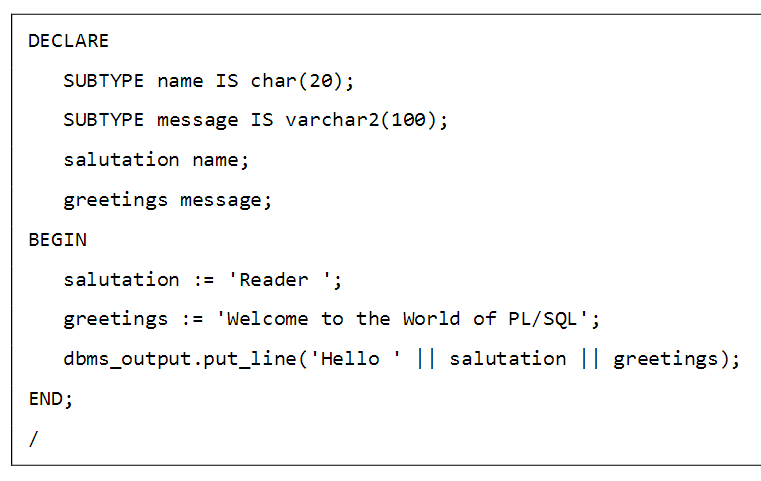 DECLARE
SUBTYPE name IS char(20);
SUBTYPE message IS varchar2(100);
salutation name;
greetings message;
BEGIN
salutation := 'Reader ';
greetings := 'Welcome to the World of PL/SQL';
dbms_output.put_line('Hello ' || salutation || greetings);
END;
/